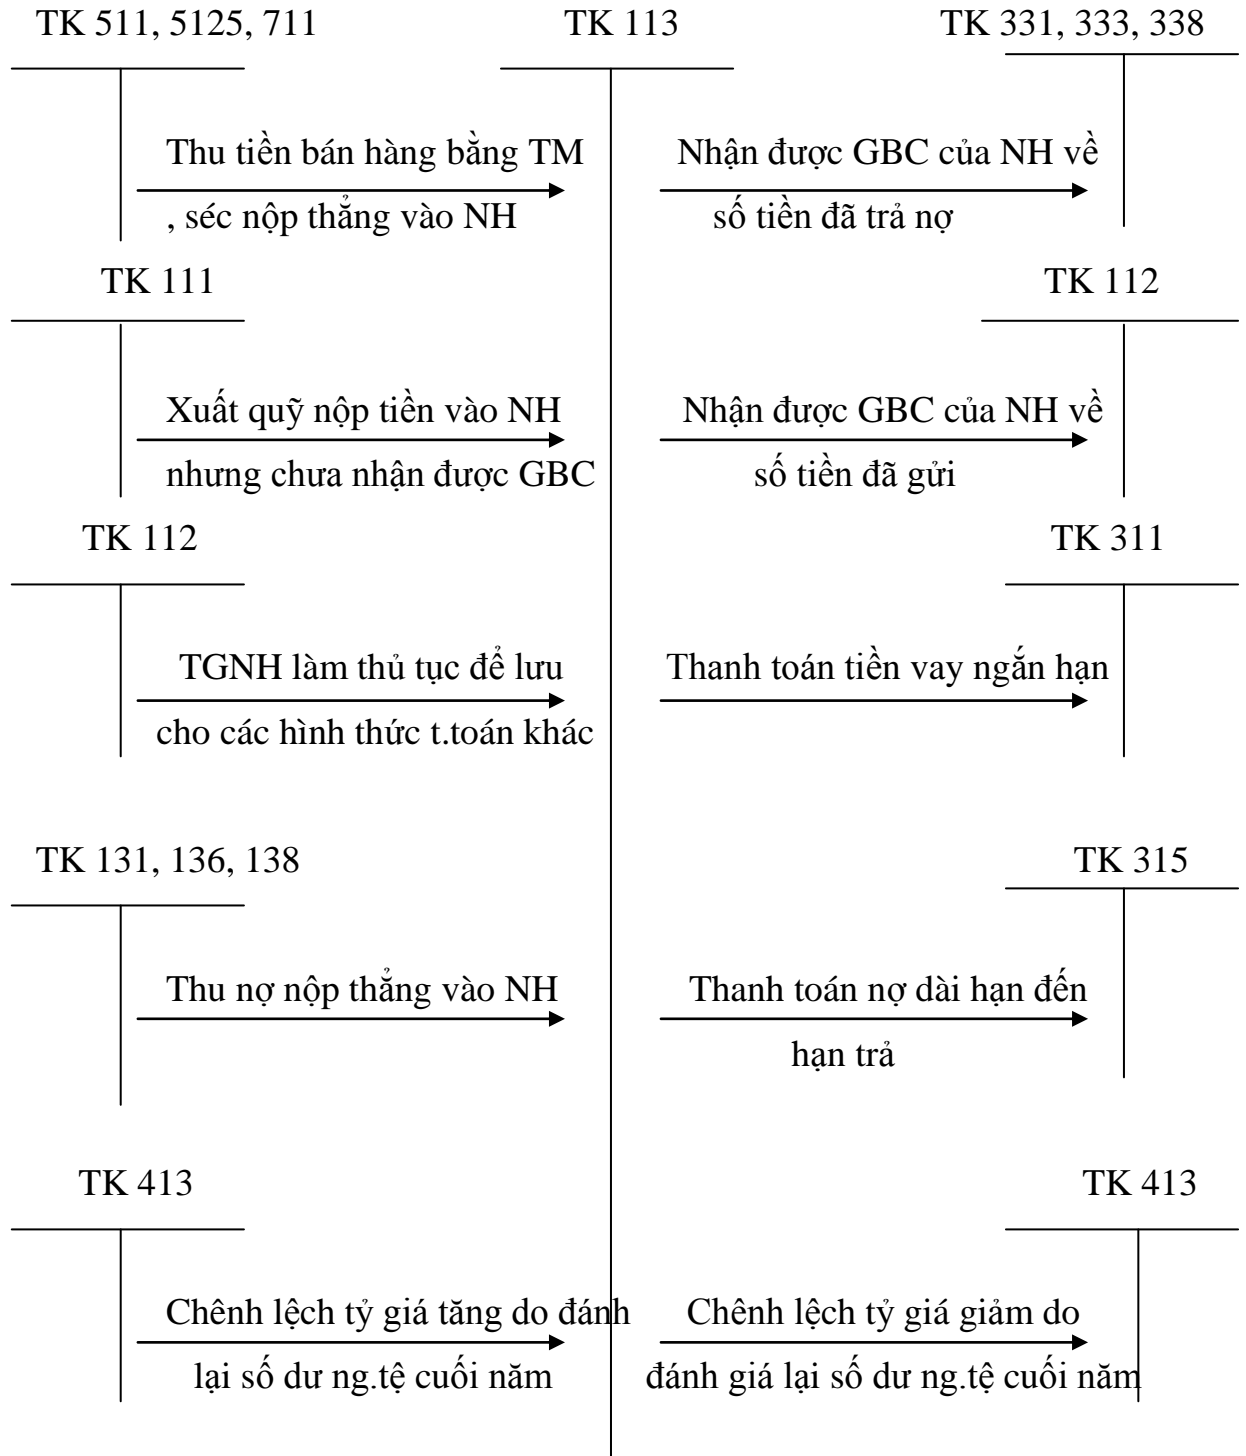 TK 511, 5125, 711
TK 113
TK 331, 333, 338
Thu tiền bán hàng bằng TM
, séc nộp thẳng vào NH
Nhận được GBC của NH về
số tiền đã trả nợ
TK 111
TK 112
Xuất quỹ nộp tiền vào NH
nhưng chưa nhận được GBC
Nhận được GBC của NH về
số tiền đã gửi
TK 112
TK 311
TGNH làm thủ tục để lưu
cho các hình thức t.toán khác
Thanh toán tiền vay ngắn hạn
TK 131, 136, 138
TK 315
Thu nợ nộp thẳng vào NH
Thanh toán nợ dài hạn đến
hạn trả
TK 413
TK 413
Chênh lệch tỷ giá tăng do đánh
lại số dư ng.tệ cuối năm
Chênh lệch tỷ giá giảm do
đánh giá lại số dư ng.tệ cuối năm